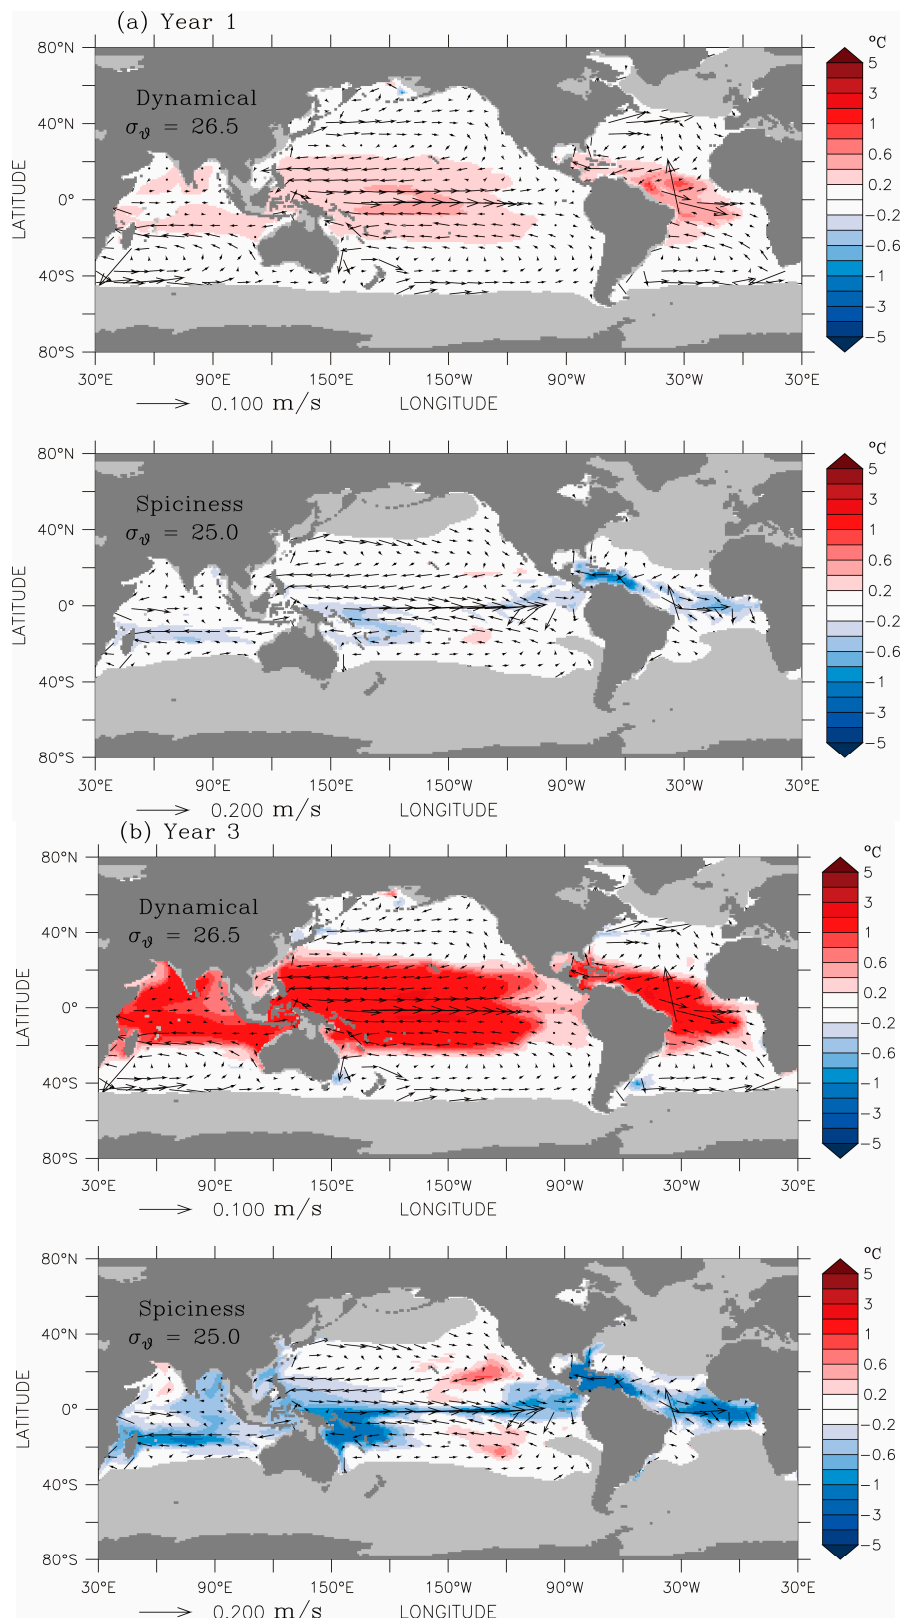 (a) Year 1
°C
80°N
40°N
0°
40°S
80°S
LATITUDE
Dynamical
σϑ = 26.5
5
3
1
0.6
0.2
−0.2
−0.6
−1
−3
−5
30°E 90°E 150°E 150°W 90°W 30°W 30°E
0.100 m/s LONGITUDE
°C
80°N
40°N
0°
40°S
80°S
LATITUDE
Spiciness
σϑ = 25.0
5
3
1
0.6
0.2
−0.2
−0.6
−1
−3
−5
30°E 90°E 150°E 150°W 90°W 30°W 30°E
0.200 m/s LONGITUDE
(b) Year 3
°C
80°N
40°N
0°
40°S
80°S
LATITUDE
Dynamical
σϑ = 26.5
5
3
1
0.6
0.2
−0.2
−0.6
−1
−3
−5
30°E 90°E 150°E 150°W 90°W 30°W 30°E
0.100 m/s LONGITUDE
°C
80°N
40°N
0°
40°S
80°S
LATITUDE
Spiciness
σϑ = 25.0
5
3
1
0.6
0.2
−0.2
−0.6
−1
−3
−5
30°E 90°E 150°E 150°W 90°W 30°W 30°E
0.200 m/s LONGITUDE